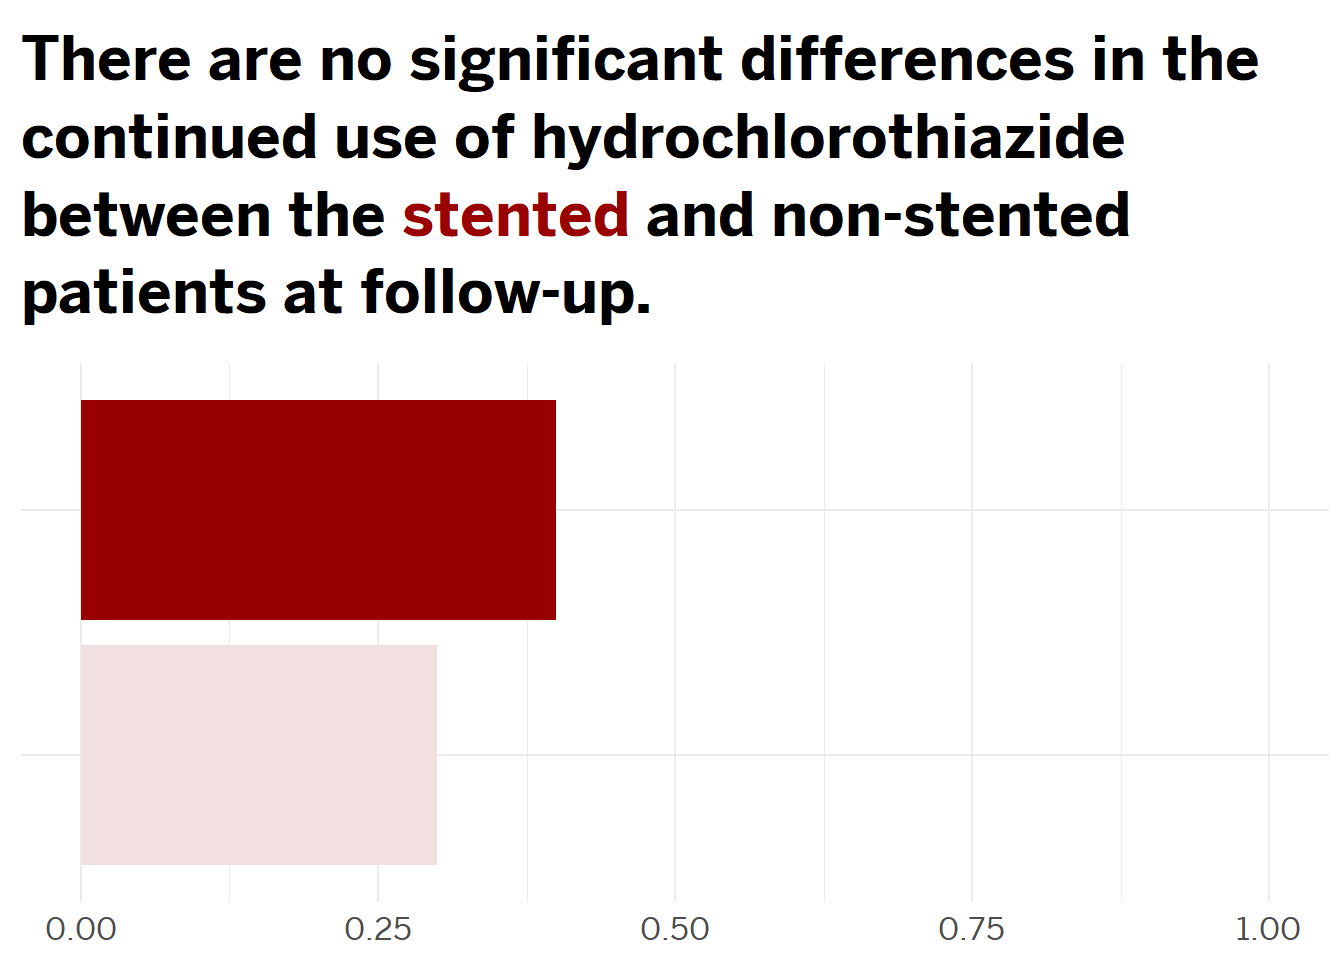 There are no significant differences in the
continued use of hydrochlorothiazide
between the stented and non-stented
patients at follow-up.
0.00 0.25 0.50 0.75 1.00